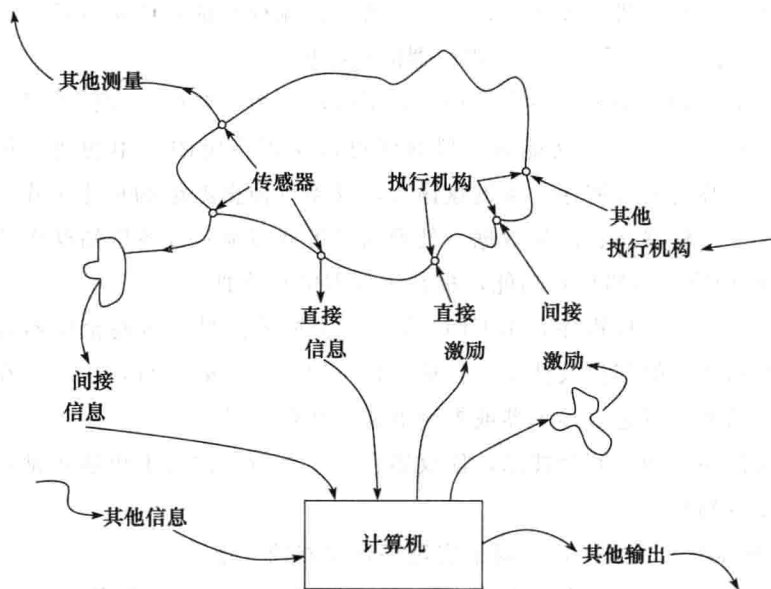 其他测量
传感器
执行机构
其他
执行机构
直接
信息
直接
激励
间接
激励
间接
信息
其他信息
计算机
其他输出